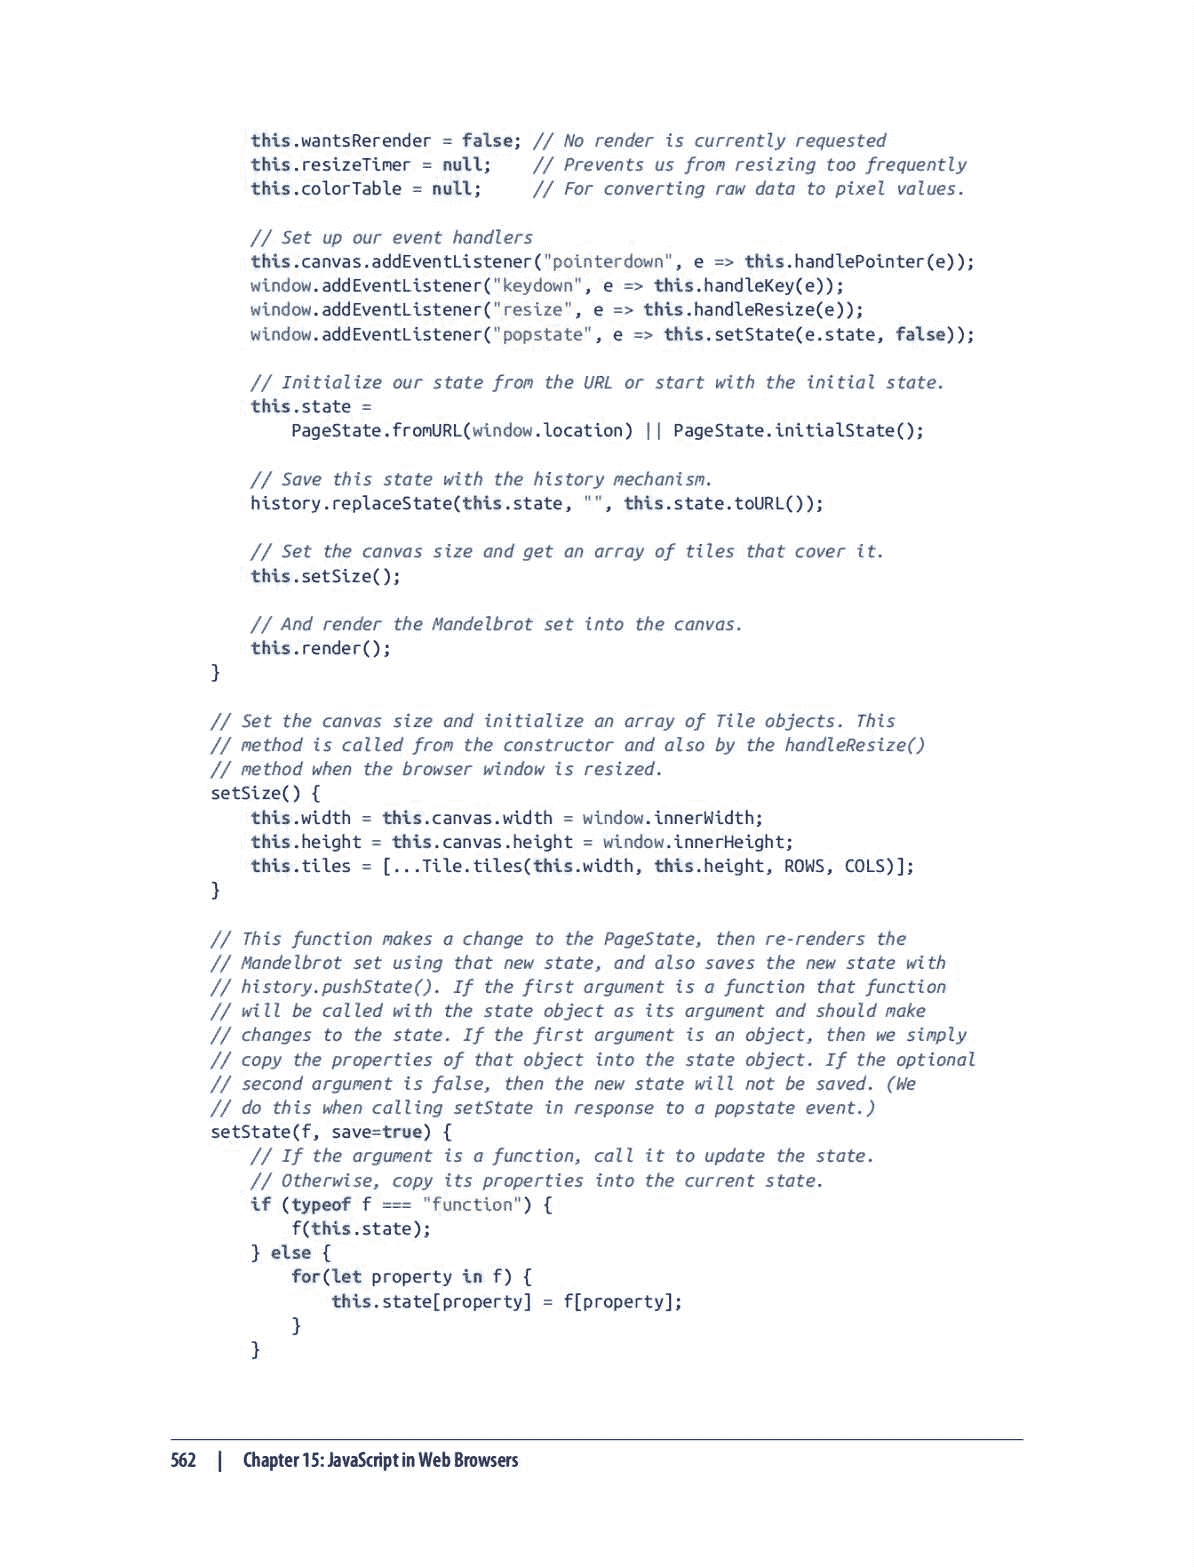 this.wantsRerender = false; // No render is currently requested
this.resizeTimer = null;    // Prevents us from resizing too frequently
this.colorTable = null;     // For converting raw data to pixel values.
// Set up our event handlers
this.canvas.addEventListener("pointerdown", e => this.handlePointer(e));
window.addEventListener("keydown", e => this.handleKey(e));
window.addEventListener("resize", e => this.handleResize(e));
window.addEventListener("popstate", e => this.setState(e.state, false));
// Initialize our state from the URL or start with the initial state.
this.state =
PageState.fromURL(window.location) || PageState.initialState();
// Save this state with the history mechanism.
history.replaceState(this.state, "", this.state.toURL());
// Set the canvas size and get an array of tiles that cover it.
this.setSize();
// And render the Mandelbrot set into the canvas.
this.render();
}
// Set the canvas size and initialize an array of Tile objects. This
// method is called from the constructor and also by the handleResize()
// method when the browser window is resized.
setSize() {
this.width = this.canvas.width = window.innerWidth;
this.height = this.canvas.height = window.innerHeight;
this.tiles = [...Tile.tiles(this.width, this.height, ROWS, COLS)];
}
// This function makes a change to the PageState, then re-renders the
// Mandelbrot set using that new state, and also saves the new state with
// history.pushState(). If the first argument is a function that function
// will be called with the state object as its argument and should make
// changes to the state. If the first argument is an object, then we simply
// copy the properties of that object into the state object. If the optional
// second argument is false, then the new state will not be saved. (We
// do this when calling setState in response to a popstate event.)
setState(f, save=true) {
// If the argument is a function, call it to update the state.
// Otherwise, copy its properties into the current state.
if (typeof f === "function") {
f(this.state);
} else {
for(let property in f) {
this.state[property] = f[property];
}
}
562 | Chapter 15: JavaScript in Web Browsers